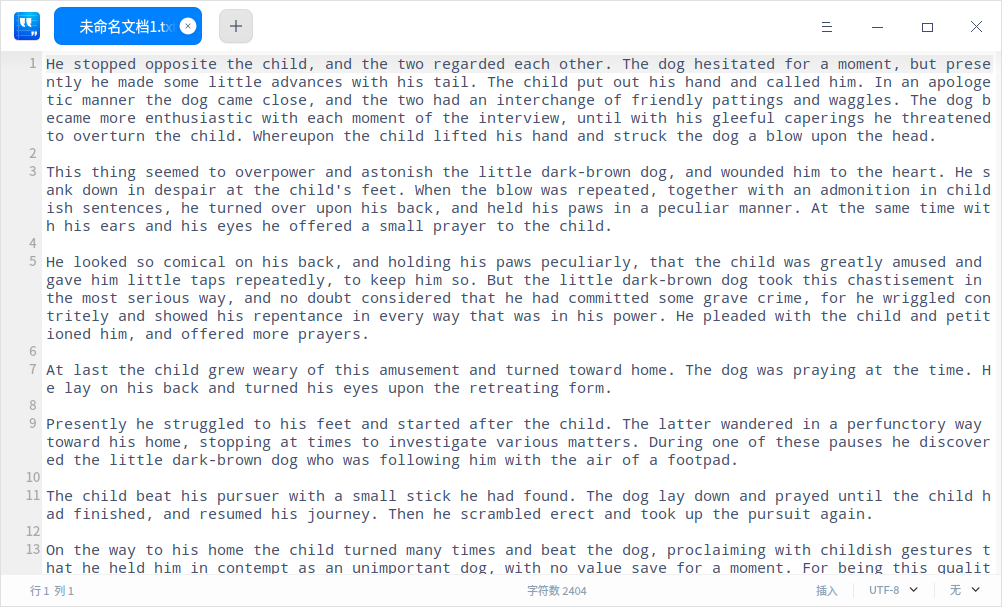 未命名文档1.tx
1 He stopped opposite the child, and the two regarded each other. The dog hesitated for a moment, but prese
ntly he made some little advances with his tail. The child put out his hand and called him. In an apologe
tic manner the dog came close, and the two had an interchange of friendly pattings and waggles. The dog b
ecame more enthusiastic with each moment of the interview, until with his gleeful caperings he threatened
to overturn the child. Whereupon the child lifted his hand and struck the dog a blow upon the head.
2
3 This thing seemed to overpower and astonish the little dark-brown dog, and wounded him to the heart. He s
ank down in despair at the child's feet. When the blow was repeated, together with an admonition in child
ish sentences, he turned over upon his back, and held his paws in a peculiar manner. At the same time wit
h his ears and his eyes he offered a small prayer to the child.
4
5 He looked so comical on his back, and holding his paws peculiarly, that the child was greatly amused and
gave him little taps repeatedly, to keep him so. But the little dark-brown dog took this chastisement in
the most serious way, and no doubt considered that he had committed some grave crime, for he wriggled con
tritely and showed his repentance in every way that was in his power. He pleaded with the child and petit
ioned him, and offered more prayers.
6
7 At last the child grew weary of this amusement and turned toward home. The dog was praying at the time. H
e lay on his back and turned his eyes upon the retreating form.
8
9 Presently he struggled to his feet and started after the child. The latter wandered in a perfunctory way
toward his home, stopping at times to investigate various matters. During one of these pauses he discover
ed the little dark-brown dog who was following him with the air of a footpad.
10
11 The child beat his pursuer with a small stick he had found. The dog lay down and prayed until the child h
ad finished, and resumed his journey. Then he scrambled erect and took up the pursuit again.
12
13 On the way to his home the child turned many times and beat the dog, proclaiming with childish gestures t
hat he held him in contempt as an unimportant dog, with no value save for a moment. For being this qualit
行1 列1 字符数 2404 插入 UTF-8 无